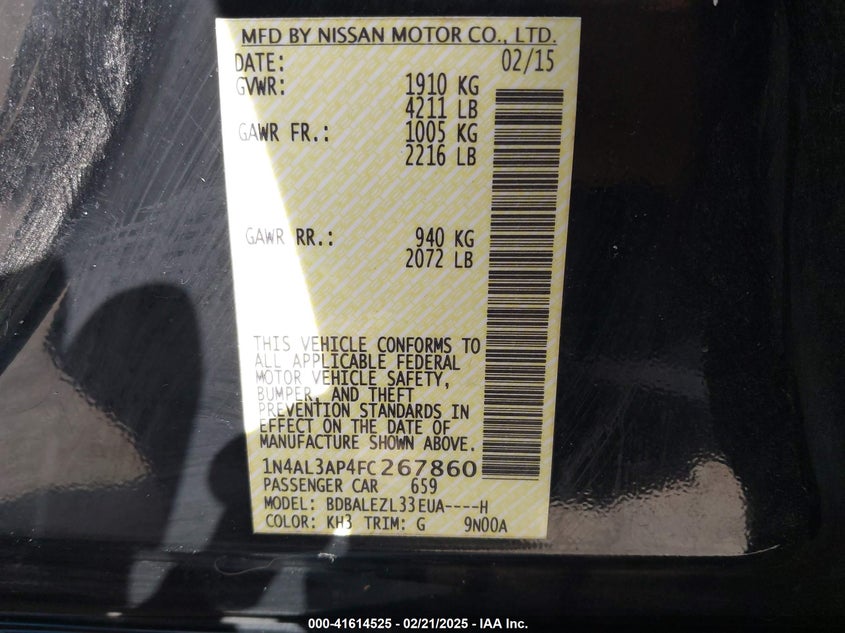 MFD BY NISSAN MOTOR CO., LTD.
DATE: 02/15
GVWR: 1910 KG
4211 LB
GAWR FR.: 1005 KG
2216 LB
GAWR RR.: 940 KG
2072 LB
THIS VEHICLE CONFORMS TO
ALL APPLICABLE FEDERAL
MOTOR VEHICLE SAFETY,
BUMPER, AND THEFT
PREVENTION STANDARDS IN
EFFECT ON THE DATE OF
MANUFACTURE SHOWN ABOVE.
1N4AL3AP4FC267860
PASSENGER CAR 659
MODEL: BDBALEZL33EUA----H
COLOR: KH3 TRIM: G 9N00A
000-41614525 - 02/21/2025 - IAA Inc.